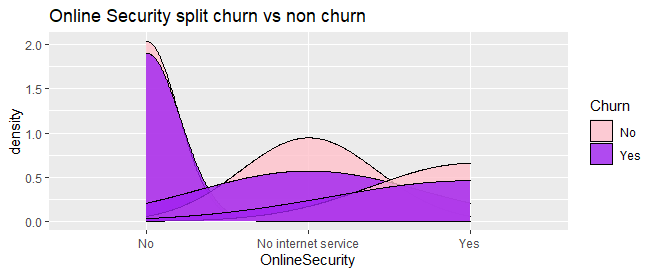 Online Security split churn vs non churn
density
2.0
1.5
1.0
0.5
0.0
No
No internet service
Yes
OnlineSecurity
Churn
No
Yes